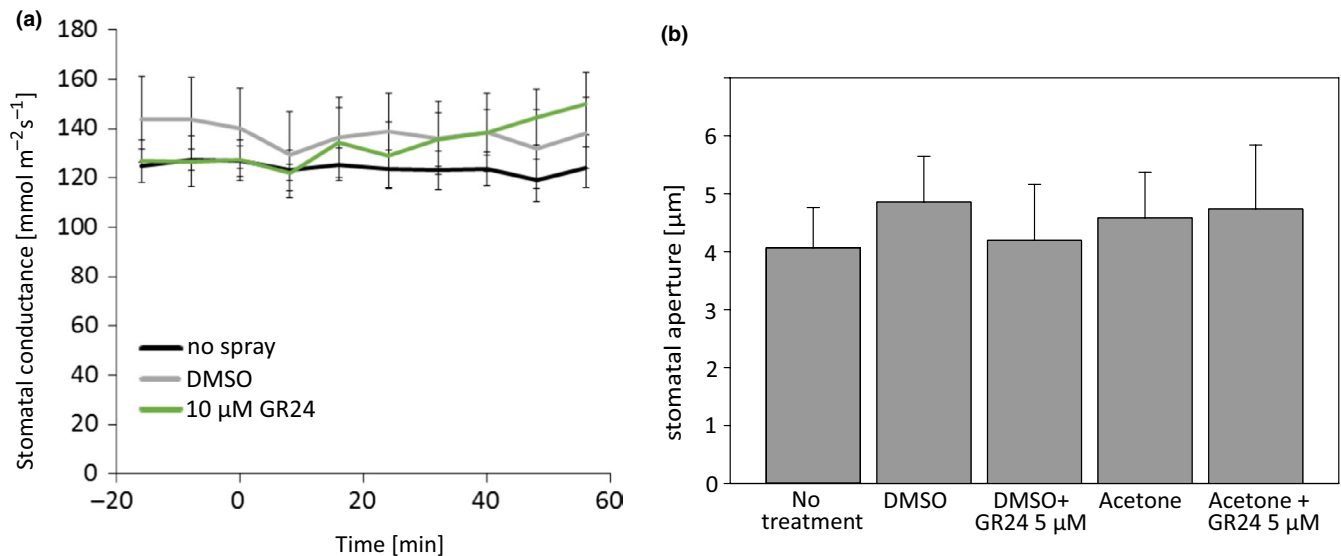 (a)
180
160
140
120
100
80
60
40
20
0
–20
0
20
40
60
Stomatal conductance [mmol m⁻² s⁻¹]
Time [min]
no spray
DMSO
10 µM GR24
(b)
6
5
4
3
2
1
0
stomatal aperture [µm]
No
treatment
DMSO
DMSO+
GR24 5 µM
Acetone
Acetone +
GR24 5 µM